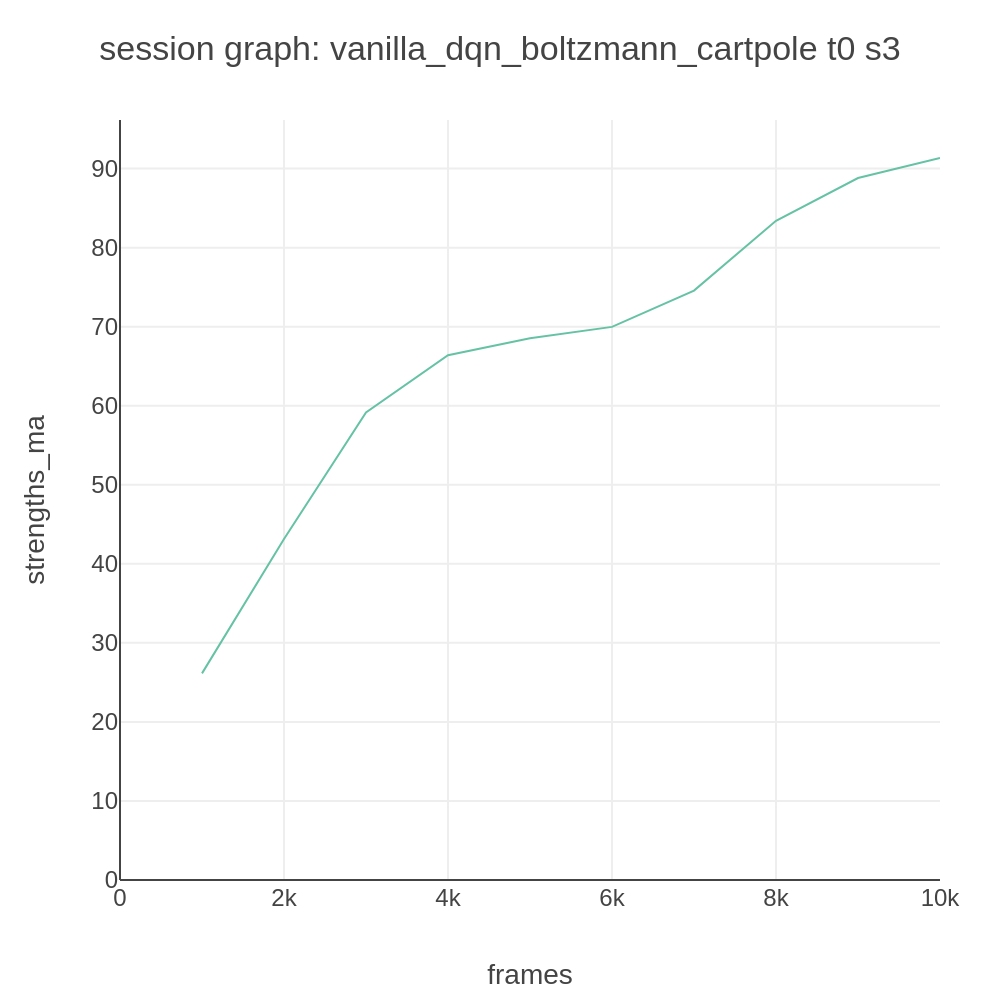 session graph: vanilla_dqn_boltzmann_cartpole t0 s3
strengths_ma
90
80
70
60
50
40
30
20
10
0
0 2k 4k 6k 8k 10k
frames